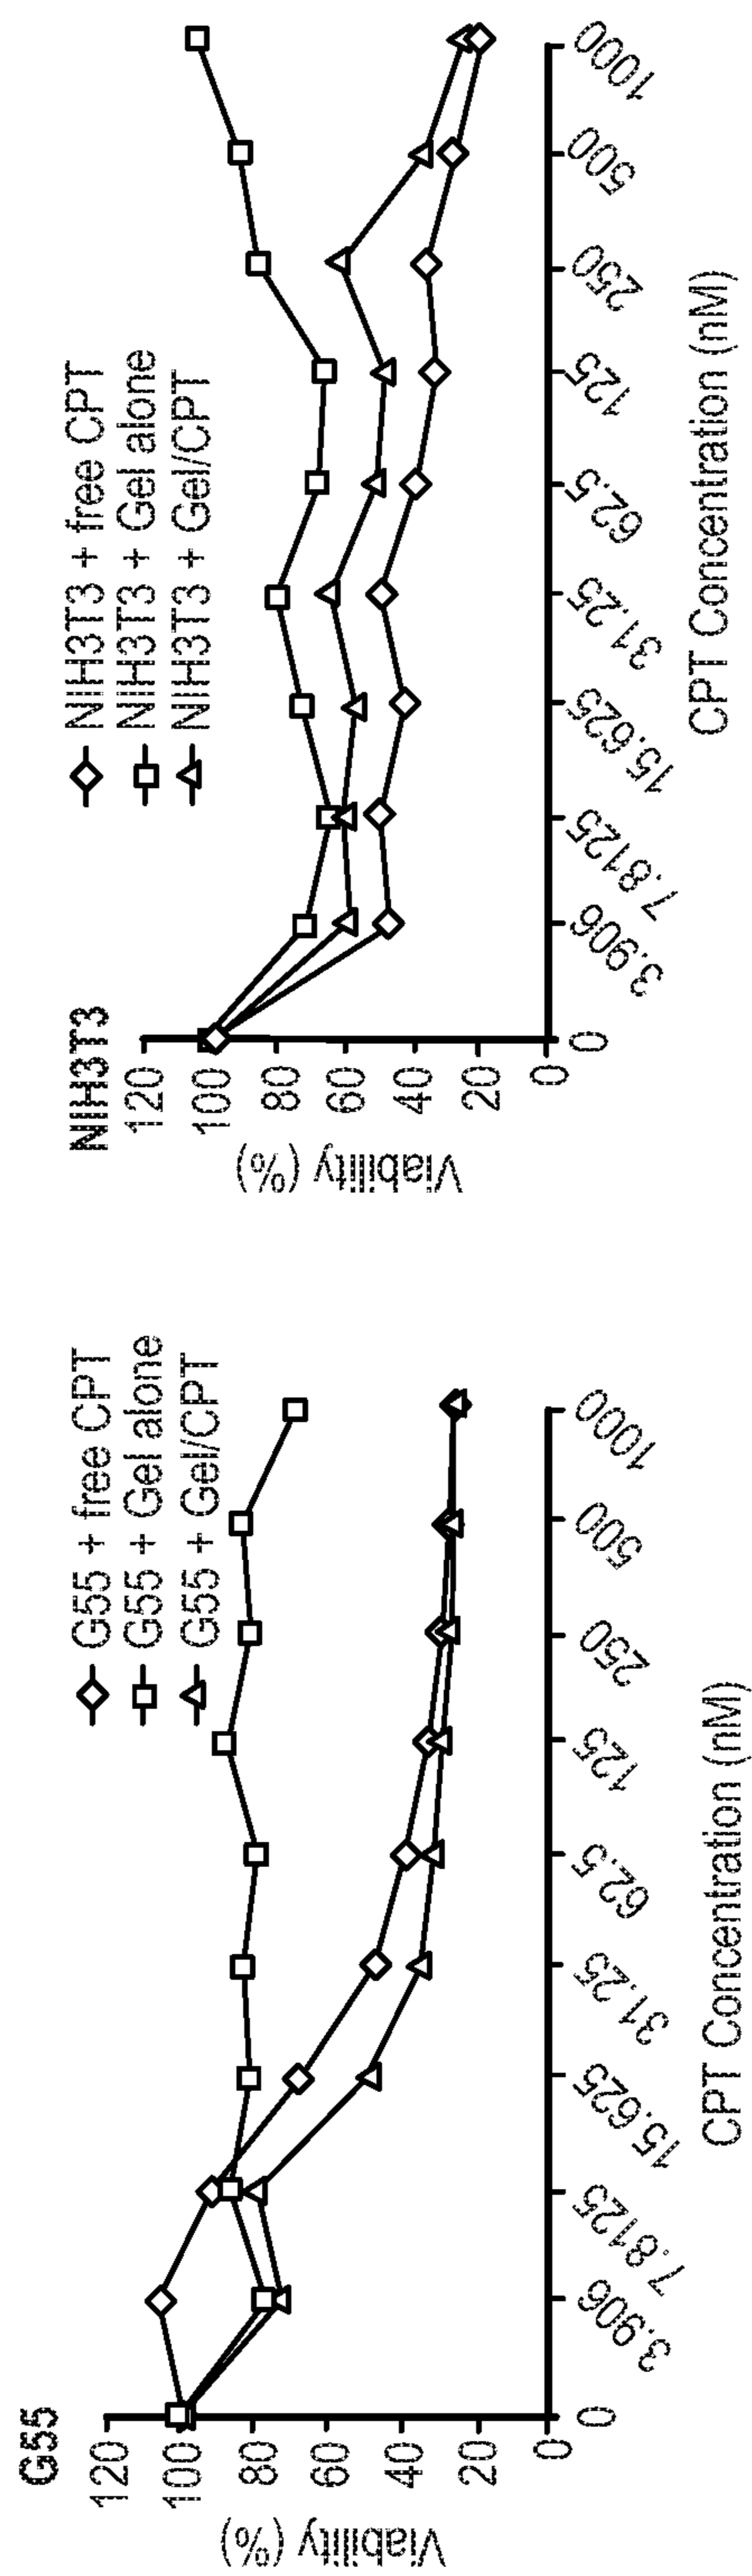 G55
G55 + free CPT
G55 + Gel alone
G55 + Gel/CPT
Viability (%)
120
100
80
60
40
20
0
0
3.906
7.8125
15.625
31.25
62.5
125
250
500
1000
CPT Concentration (nM)
NIH3T3
NIH3T3 + free CPT
NIH3T3 + Gel alone
NIH3T3 + Gel/CPT
Viability (%)
120
100
80
60
40
20
0
0
3.906
7.8125
15.625
31.25
62.5
125
250
500
1000
CPT Concentration (nM)